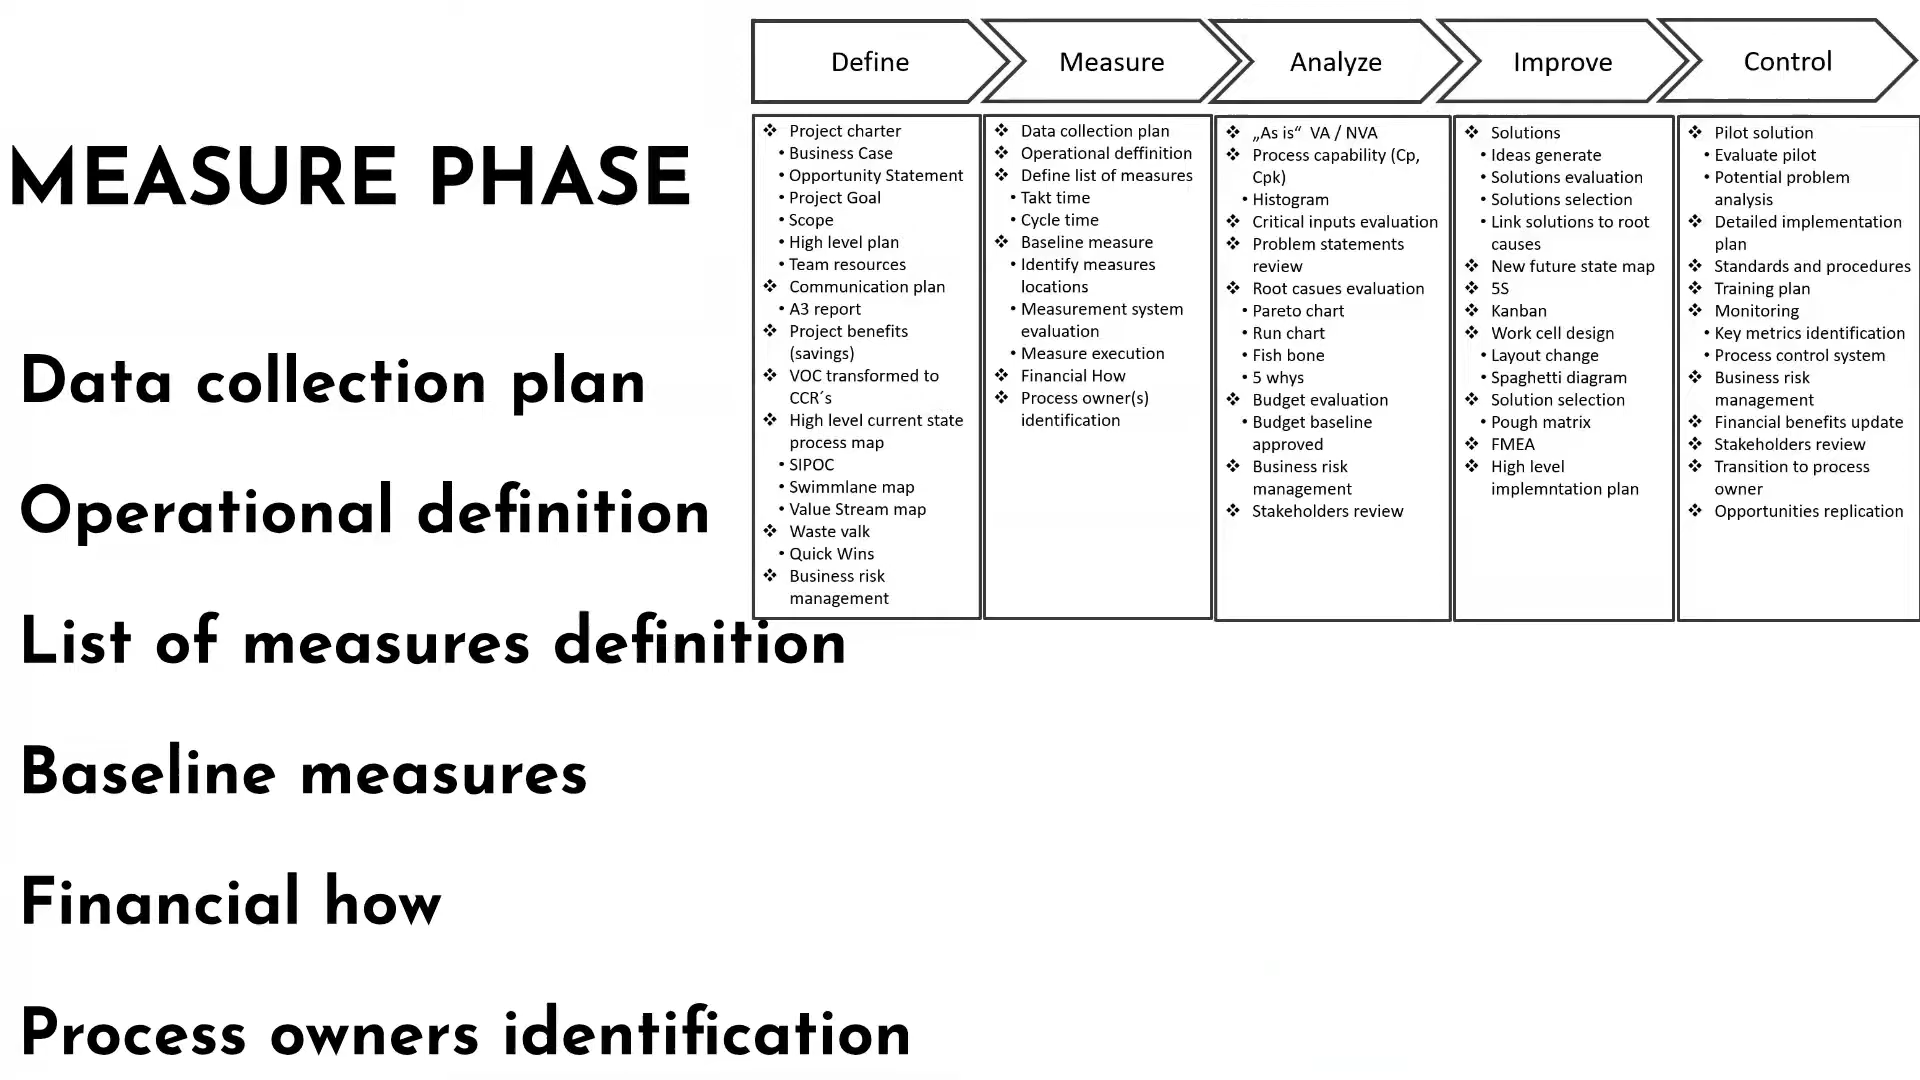 MEASURE PHASE
Data collection plan
Operational definition
List of measures definition
Baseline measures
Financial how
Process owners identification
Define
❖ Project charter
• Business Case
• Opportunity Statement
• Project Goal
• Scope
• High level plan
• Team resources
❖ Communication plan
• A3 report
❖ Project benefits
(savings)
❖ VOC transformed to
CCR´s
❖ High level current state
process map
• SIPOC
• Swimmlane map
• Value Stream map
❖ Waste valk
• Quick Wins
❖ Business risk
management
Measure
❖ Data collection plan
❖ Operational deffinition
❖ Define list of measures
• Takt time
• Cycle time
❖ Baseline measure
• Identify measures
locations
• Measurement system
evaluation
• Measure execution
❖ Financial How
❖ Process owner(s)
identification
Analyze
❖ „As is“ VA / NVA
❖ Process capability (Cp,
Cpk)
• Histogram
❖ Critical inputs evaluation
❖ Problem statements
review
❖ Root casues evaluation
• Pareto chart
• Run chart
• Fish bone
• 5 whys
❖ Budget evaluation
• Budget baseline
approved
❖ Business risk
management
❖ Stakeholders review
Improve
❖ Solutions
• Ideas generate
• Solutions evaluation
• Solutions selection
• Link solutions to root
causes
❖ New future state map
❖ 5S
❖ Kanban
❖ Work cell design
• Layout change
• Spaghetti diagram
❖ Solution selection
• Pough matrix
❖ FMEA
❖ High level
implemntation plan
Control
❖ Pilot solution
• Evaluate pilot
• Potential problem
analysis
❖ Detailed implementation
plan
❖ Standards and procedures
❖ Training plan
❖ Monitoring
• Key metrics identification
• Process control system
❖ Business risk
management
❖ Financial benefits update
❖ Stakeholders review
❖ Transition to process
owner
❖ Opportunities replication